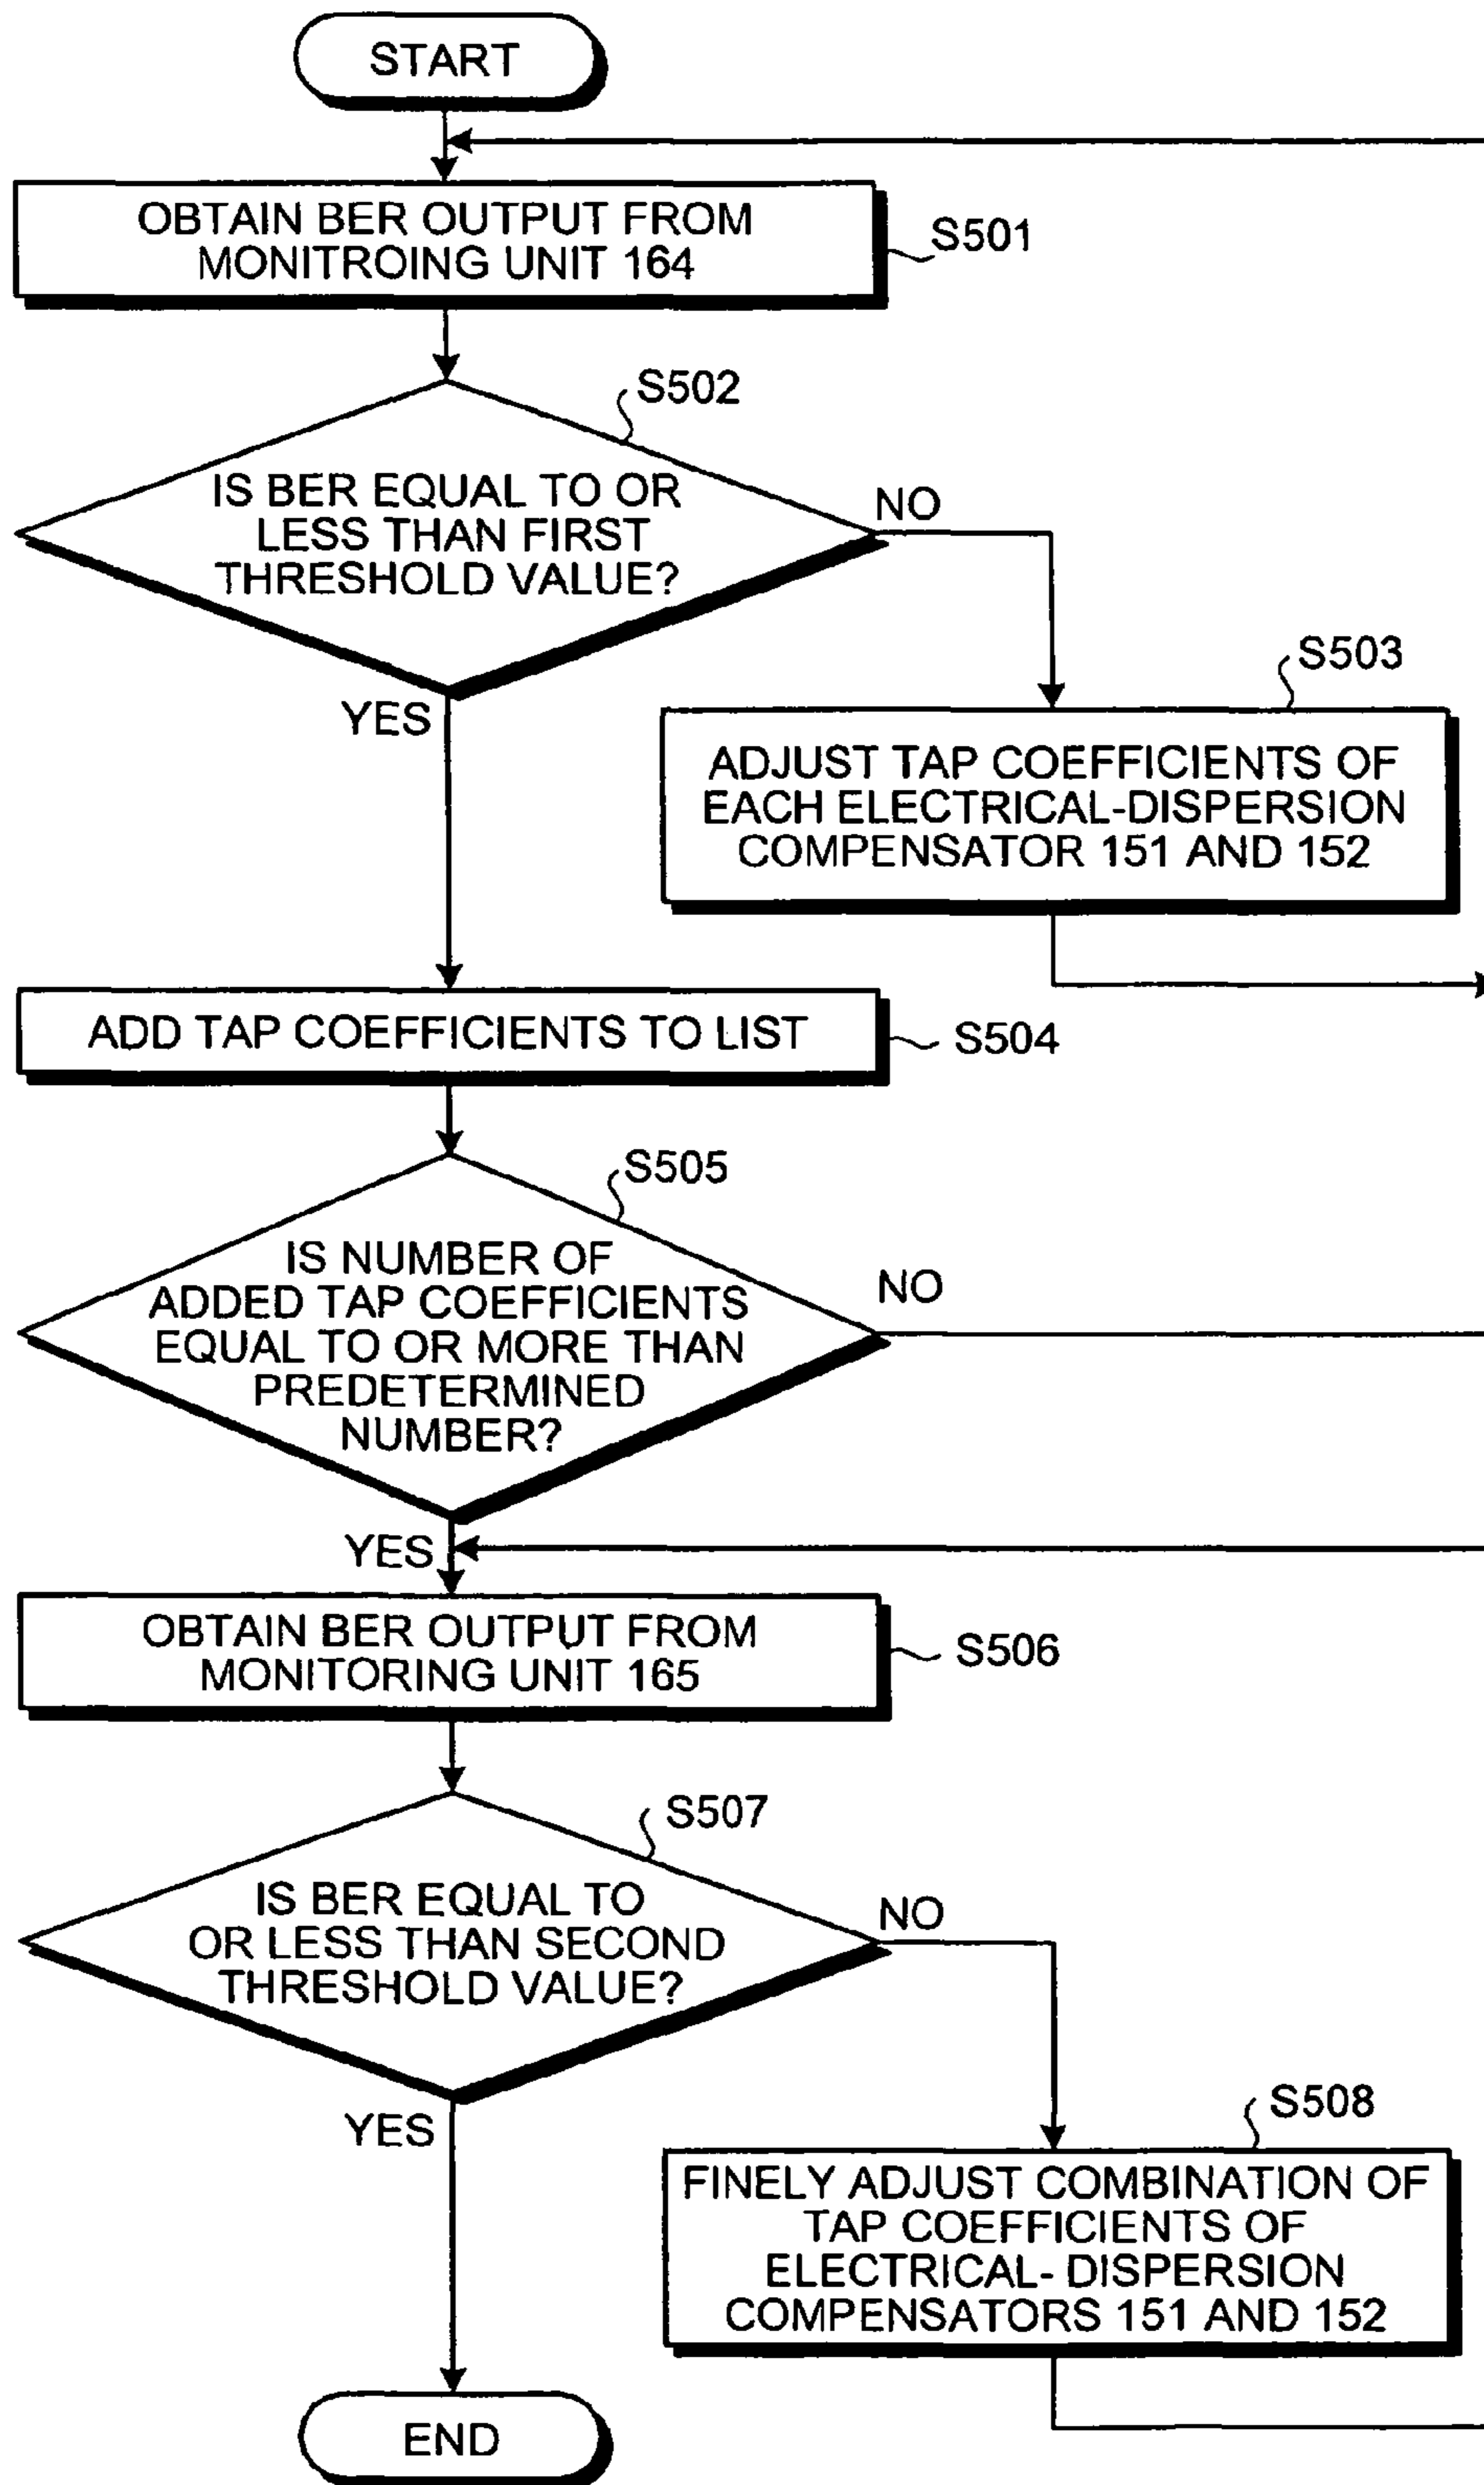 START
OBTAIN BER OUTPUT FROM
MONITROING UNIT 164
S501
S502
IS BER EQUAL TO OR
LESS THAN FIRST
THRESHOLD VALUE?
NO
YES
S503
ADJUST TAP COEFFICIENTS OF
EACH ELECTRICAL-DISPERSION
COMPENSATOR 151 AND 152
ADD TAP COEFFICIENTS TO LIST
S504
S505
IS NUMBER OF
ADDED TAP COEFFICIENTS
EQUAL TO OR MORE THAN
PREDETERMINED
NUMBER?
NO
YES
OBTAIN BER OUTPUT FROM
MONITORING UNIT 165
S506
S507
IS BER EQUAL TO
OR LESS THAN SECOND
THRESHOLD VALUE?
NO
YES
S508
FINELY ADJUST COMBINATION OF
TAP COEFFICIENTS OF
ELECTRICAL- DISPERSION
COMPENSATORS 151 AND 152
END